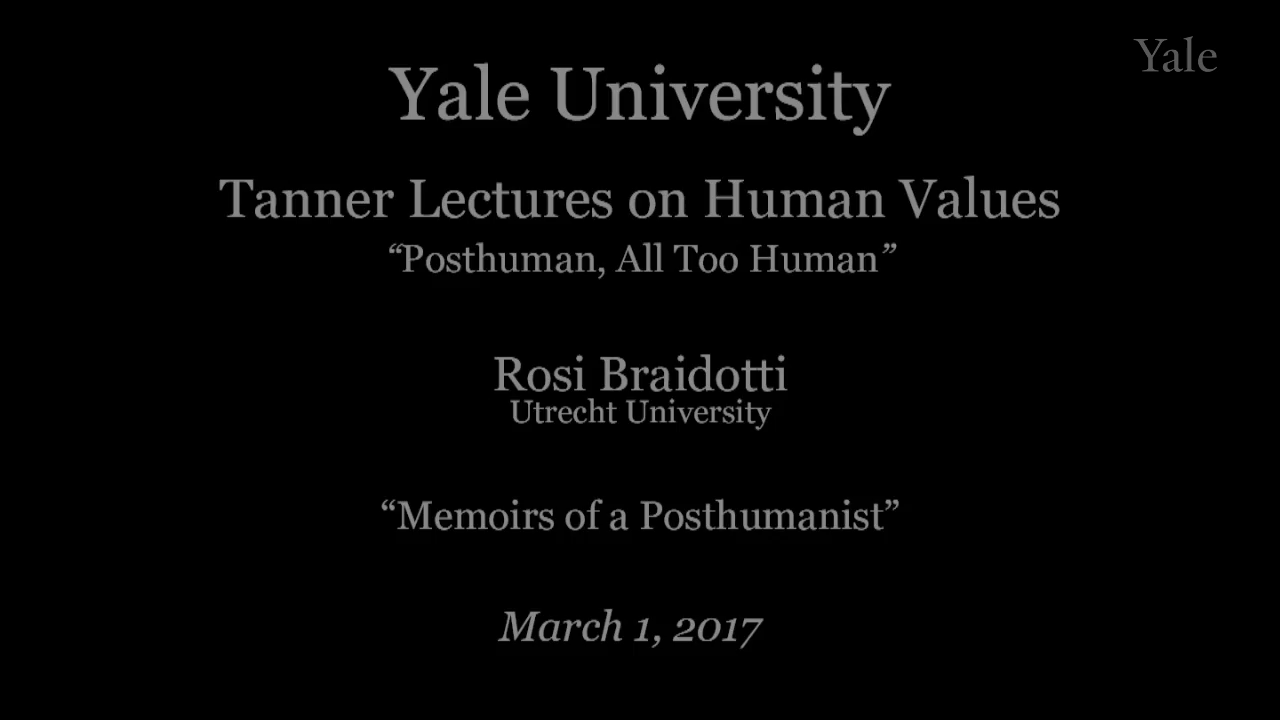 Yale
Yale University
Tanner Lectures on Human Values
“Posthuman, All Too Human”
Rosi Braidotti
Utrecht University
“Memoirs of a Posthumanist”
March 1, 2017